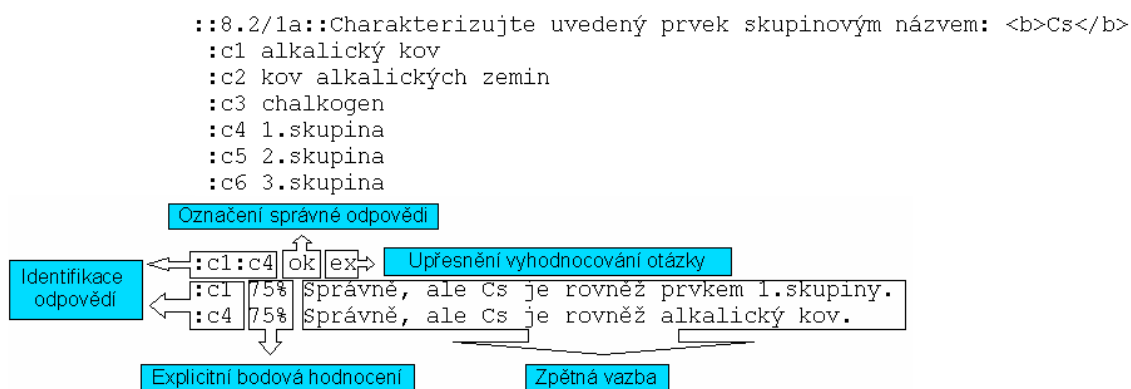 ::8.2/1a::Charakterizujte uvedený prvek skupinovým názvem: <b>Cs</b>
:c1 alkalický kov
:c2 kov alkalických zemin
:c3 chalkogen
:c4 1.skupina
:c5 2.skupina
:c6 3.skupina
Označení správné odpovědi
:c1:c4 ok ex
Upřesnění vyhodnocování otázky
Identifikace
odpovědí
:c1 75% Správně, ale Cs je rovněž prvkem 1.skupiny.
:c4 75% Správně, ale Cs je rovněž alkalický kov.
Explicitní bodová hodnocení
Zpětná vazba